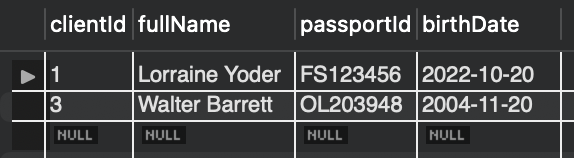 clientId fullName passportId birthDate
1 Lorraine Yoder FS123456 2022-10-20
3 Walter Barrett OL203948 2004-11-20
NULL NULL NULL NULL